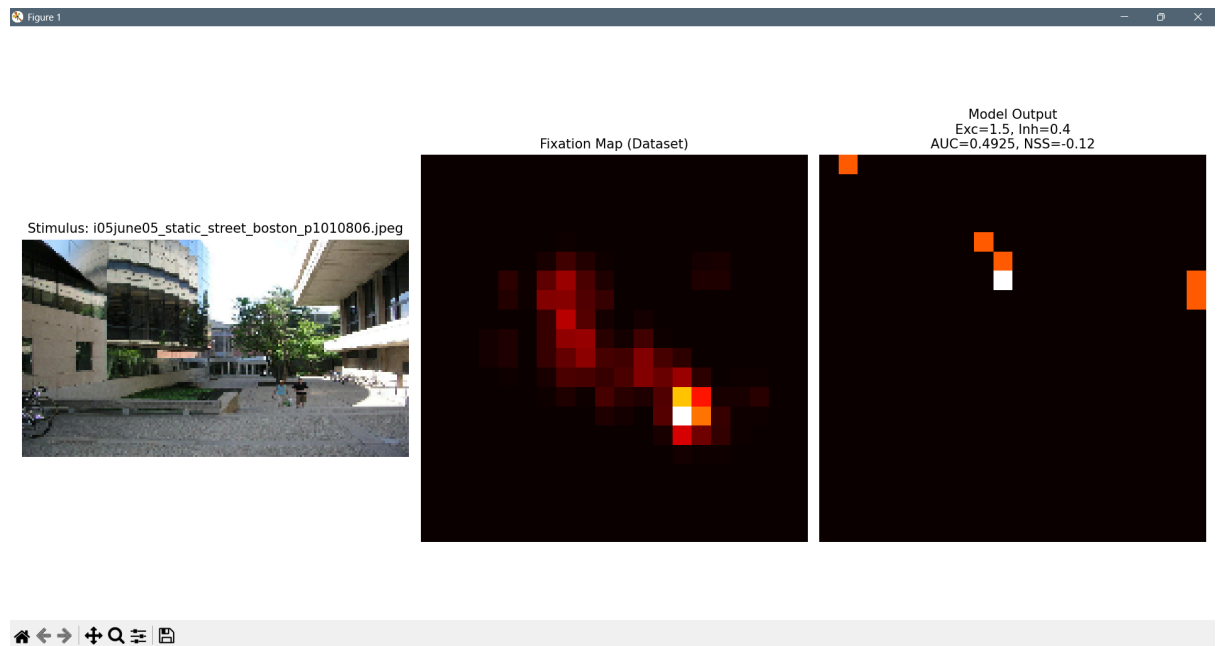 Figure 1
Model Output
Exc=1.5, Inh=0.4
Fixation Map (Dataset)
AUC=0.4925, NSS=-0.12
Stimulus: i05june05_static_street_boston_p1010806.jpeg